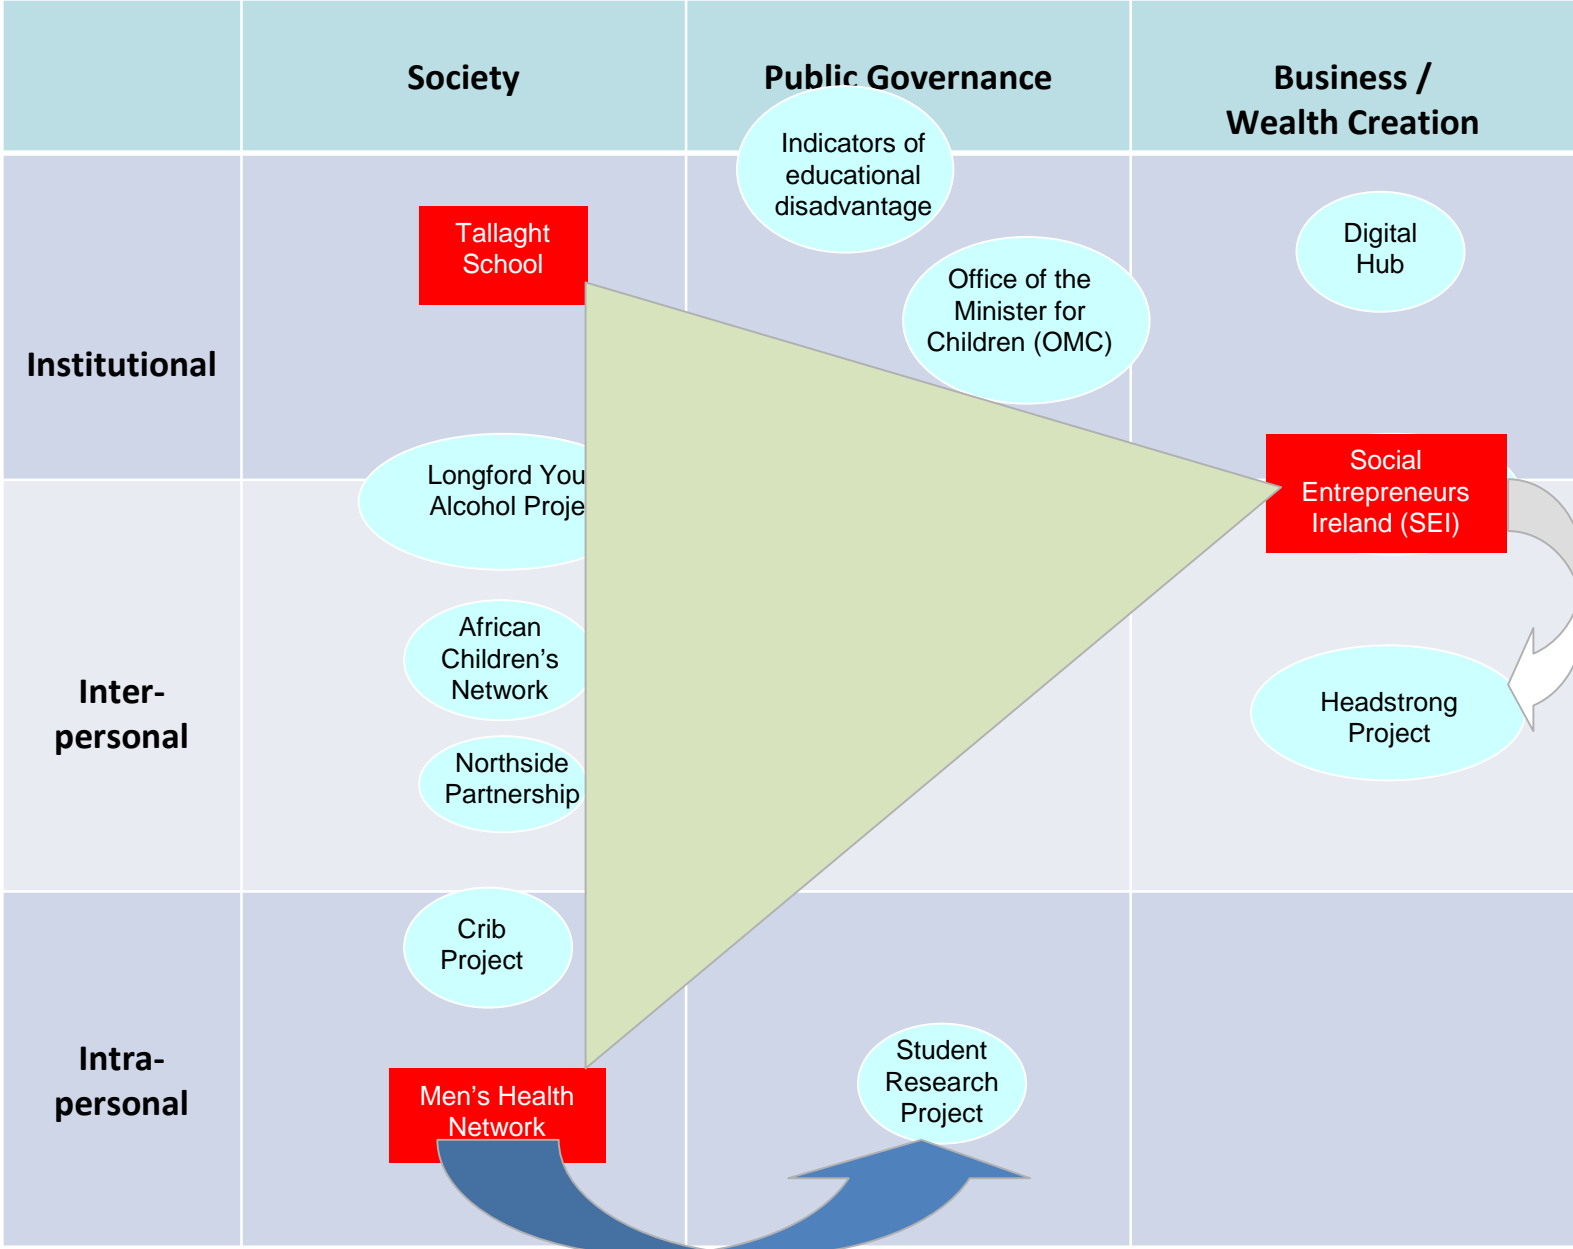 Society
Public Governance
Business /
Wealth Creation
Institutional
Tallaght
School
Indicators of
educational
disadvantage
Office of the
Minister for
Children (OMC)
Digital
Hub
Longford You
Alcohol Proje
Social
Entrepreneurs
Ireland (SEI)
Inter-
personal
African
Children's
Network
Northside
Partnership
Headstrong
Project
Intra-
personal
Crib
Project
Men's Health
Network
Student
Research
Project